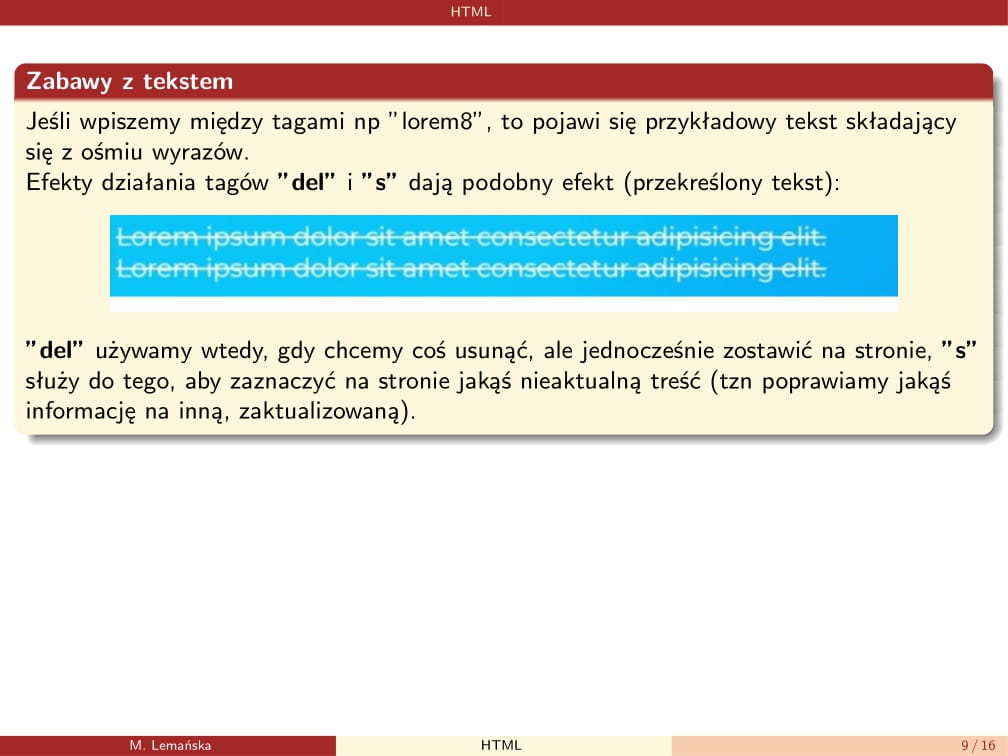 HTML
Zabawy z tekstem
Jeśli wpiszemy między tagami np ”lorem8”, to pojawi się przykładowy tekst składający
się z ośmiu wyrazów.
Efekty działania tagów ”del” i ”s” dają podobny efekt (przekreślony tekst):
Lorem ipsum dolor sit amet consectetur adipisicing elit.
Lorem ipsum dolor sit amet consectetur adipisicing elit.
”del” używamy wtedy, gdy chcemy coś usunąć, ale jednocześnie zostawić na stronie, ”s”
służy do tego, aby zaznaczyć na stronie jakąś nieaktualną treść (tzn poprawiamy jakąś
informację na inną, zaktualizowaną).
M. Lemańska
HTML
9 / 16